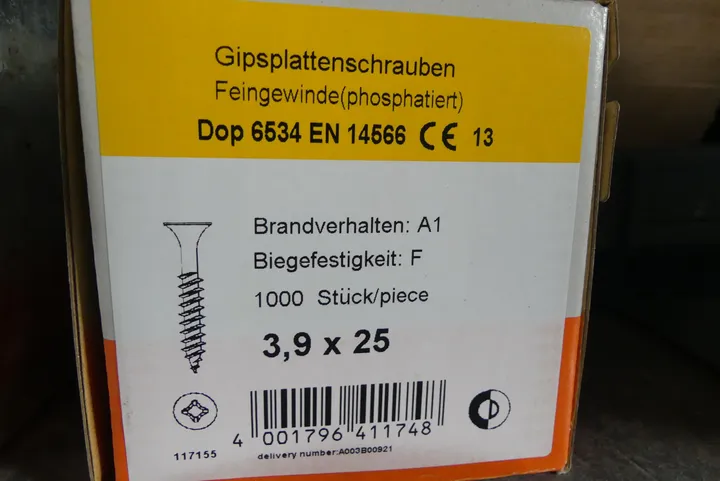 Gipsplattenschrauben
Feingewinde(phosphatiert)
Dop 6534 EN 14566 CE 13
Brandverhalten: A1
Biegefestigkeit: F
1000 Stück/piece
3,9 x 25
4 001796 411748
117155
delivery number:A003B00921